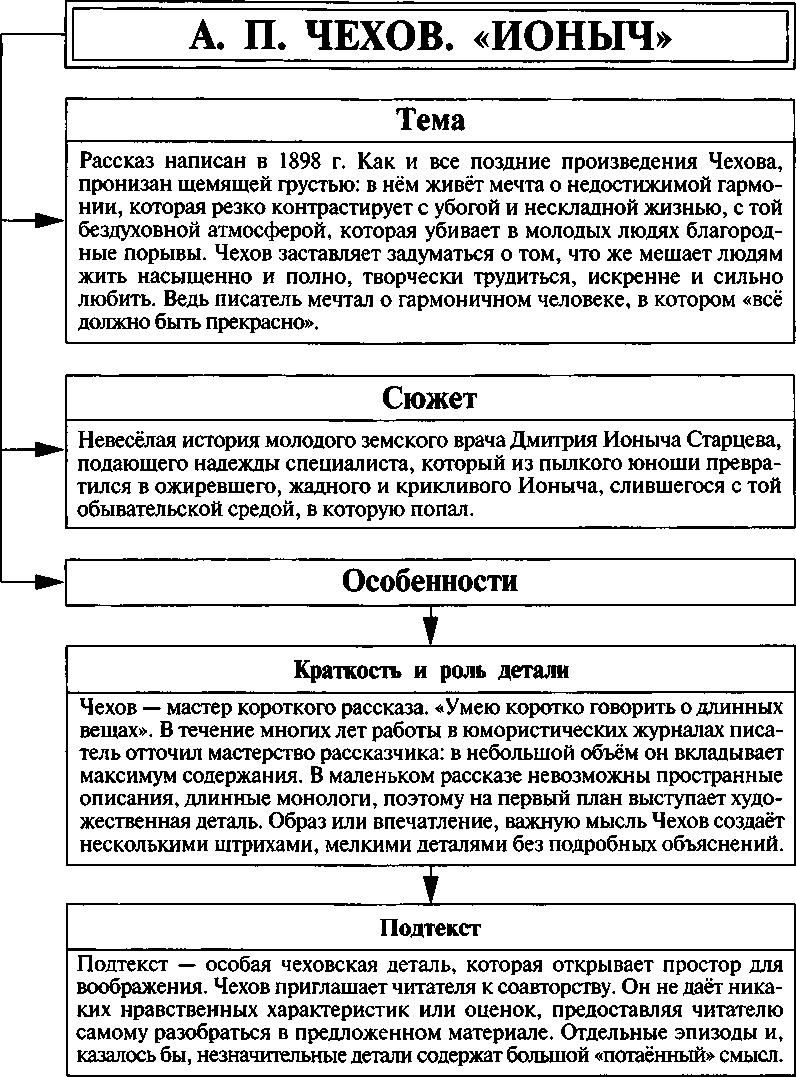 А. П. ЧЕХОВ. «ИОНЫЧ»
Тема
Рассказ написан в 1898 г. Как и все поздние произведения Чехова,
пронизан щемящей грустью: в нём живёт мечта о недостижимой гармо-
нии, которая резко контрастирует с убогой и нескладной жизнью, с той
бездуховной атмосферой, которая убивает в молодых людях благород-
ные порывы. Чехов заставляет задуматься о том, что же мешает людям
жить насыщенно и полно, творчески трудиться, искренне и сильно
любить. Ведь писатель мечтал о гармоничном человеке, в котором «всё
должно быть прекрасно».
Сюжет
Невесёлая история молодого земского врача Дмитрия Ионыча Старцева,
подающего надежды специалиста, который из пылкого юноши превра-
тился в ожиревшего, жадного и крикливого Ионыча, слившегося с той
обывательской средой, в которую попал.
Особенности
Краткость и роль детали
Чехов — мастер короткого рассказа. «Умею коротко говорить о длинных
вещах». В течение многих лет работы в юмористических журналах писа-
тель отточил мастерство рассказчика: в небольшой объём он вкладывает
максимум содержания. В маленьком рассказе невозможны пространные
описания, длинные монологи, поэтому на первый план выступает худо-
жественная деталь. Образ или впечатление, важную мысль Чехов создаёт
несколькими штрихами, мелкими деталями без подробных объяснений.
Подтекст
Подтекст — особая чеховская деталь, которая открывает простор для
воображения. Чехов приглашает читателя к соавторству. Он не даёт ника-
ких нравственных характеристик или оценок, предоставляя читателю
самому разобраться в предложенном материале. Отдельные эпизоды и,
казалось бы, незначительные детали содержат большой «потаённый» смысл.